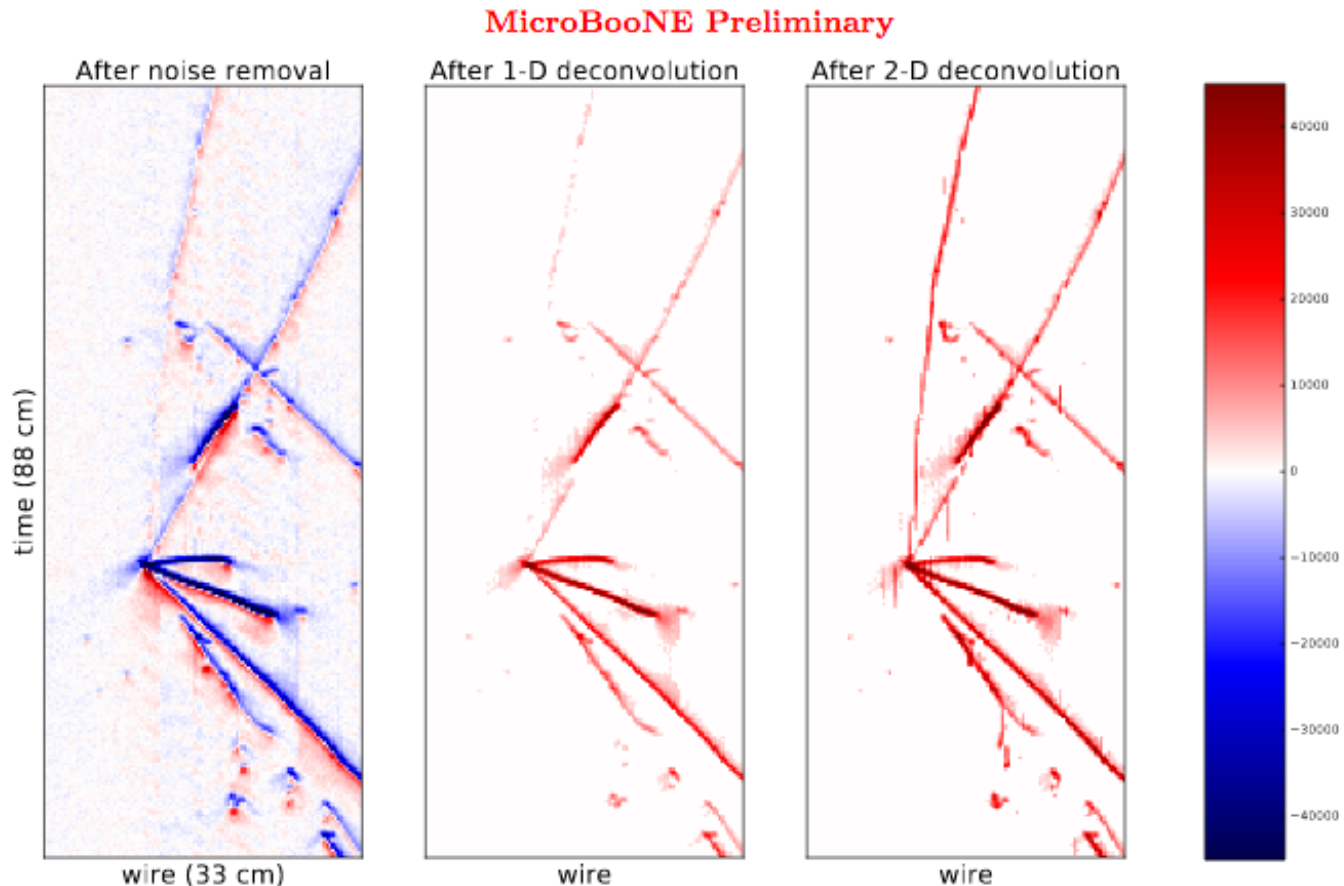 MicroBooNE Preliminary
After noise removal
After 1-D deconvolution
After 2-D deconvolution
time (88 cm)
wire (33 cm)
wire
wire
40000
30000
20000
10000
0
−10000
−20000
−30000
−40000